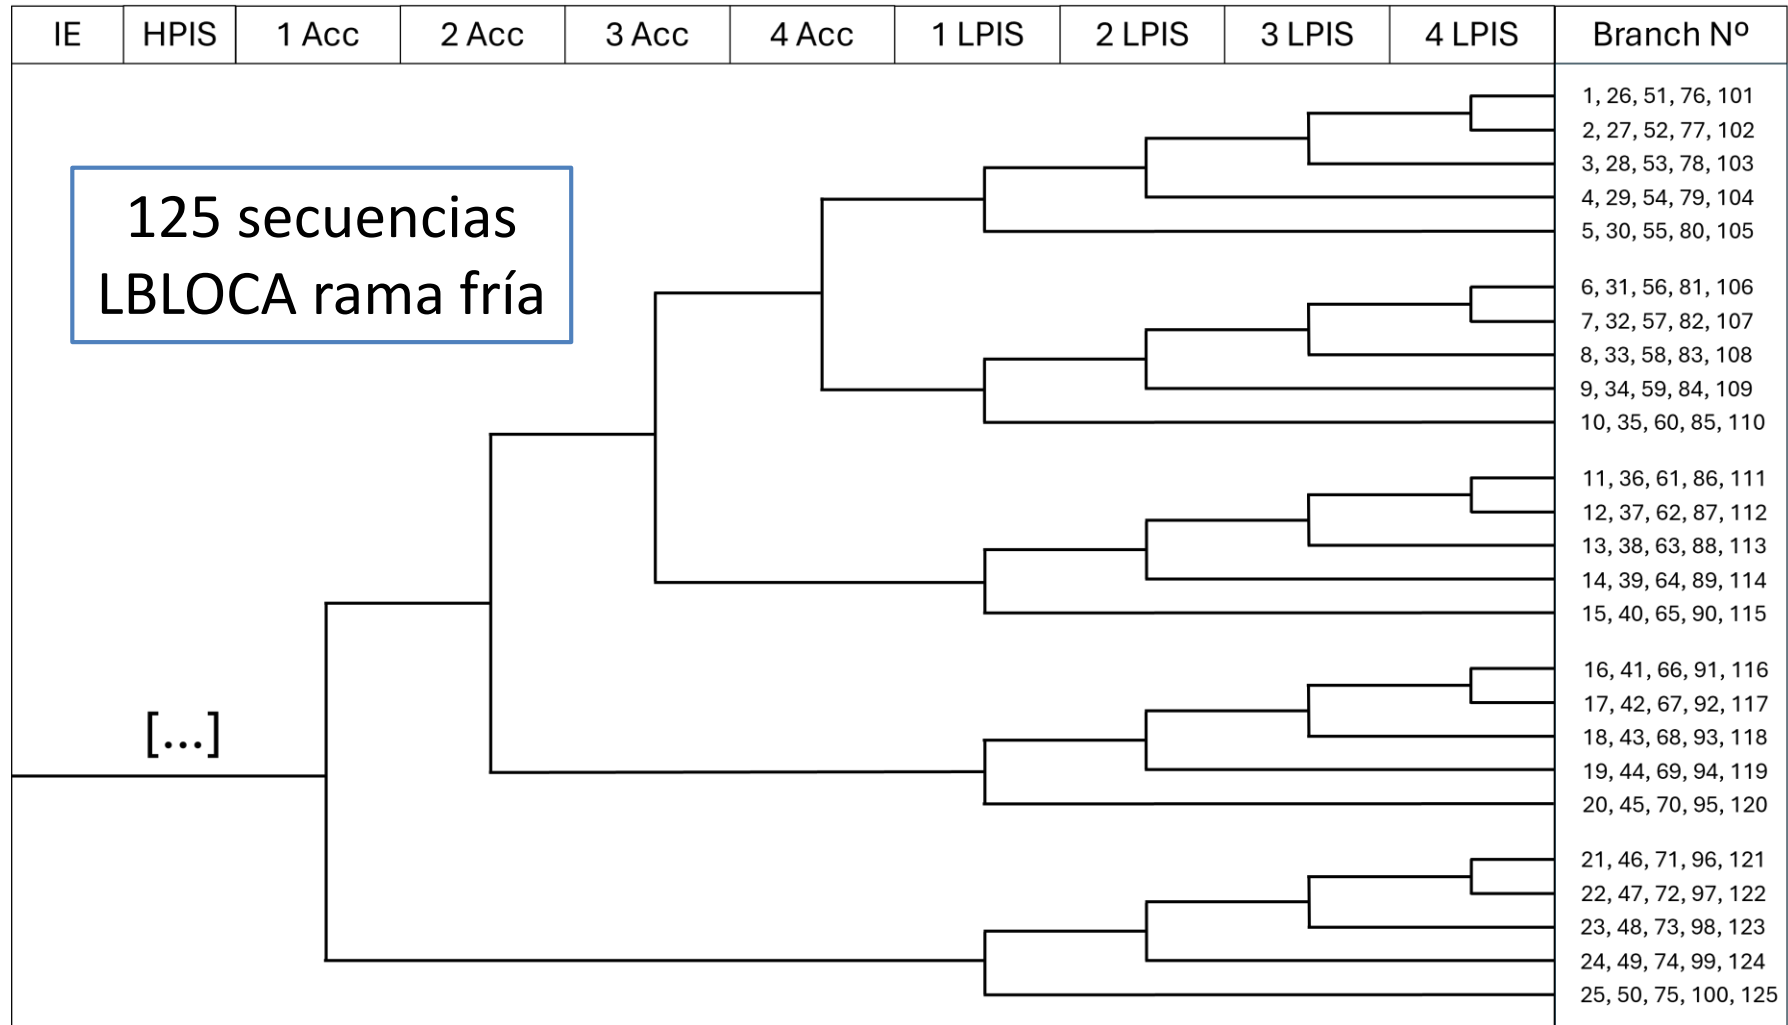 IE HPIS 1 Acc 2 Acc 3 Acc 4 Acc 1 LPIS 2 LPIS 3 LPIS 4 LPIS Branch Nº
125 secuencias
LBLOCA rama fría
[...]
1, 26, 51, 76, 101
2, 27, 52, 77, 102
3, 28, 53, 78, 103
4, 29, 54, 79, 104
5, 30, 55, 80, 105
6, 31, 56, 81, 106
7, 32, 57, 82, 107
8, 33, 58, 83, 108
9, 34, 59, 84, 109
10, 35, 60, 85, 110
11, 36, 61, 86, 111
12, 37, 62, 87, 112
13, 38, 63, 88, 113
14, 39, 64, 89, 114
15, 40, 65, 90, 115
16, 41, 66, 91, 116
17, 42, 67, 92, 117
18, 43, 68, 93, 118
19, 44, 69, 94, 119
20, 45, 70, 95, 120
21, 46, 71, 96, 121
22, 47, 72, 97, 122
23, 48, 73, 98, 123
24, 49, 74, 99, 124
25, 50, 75, 100, 125